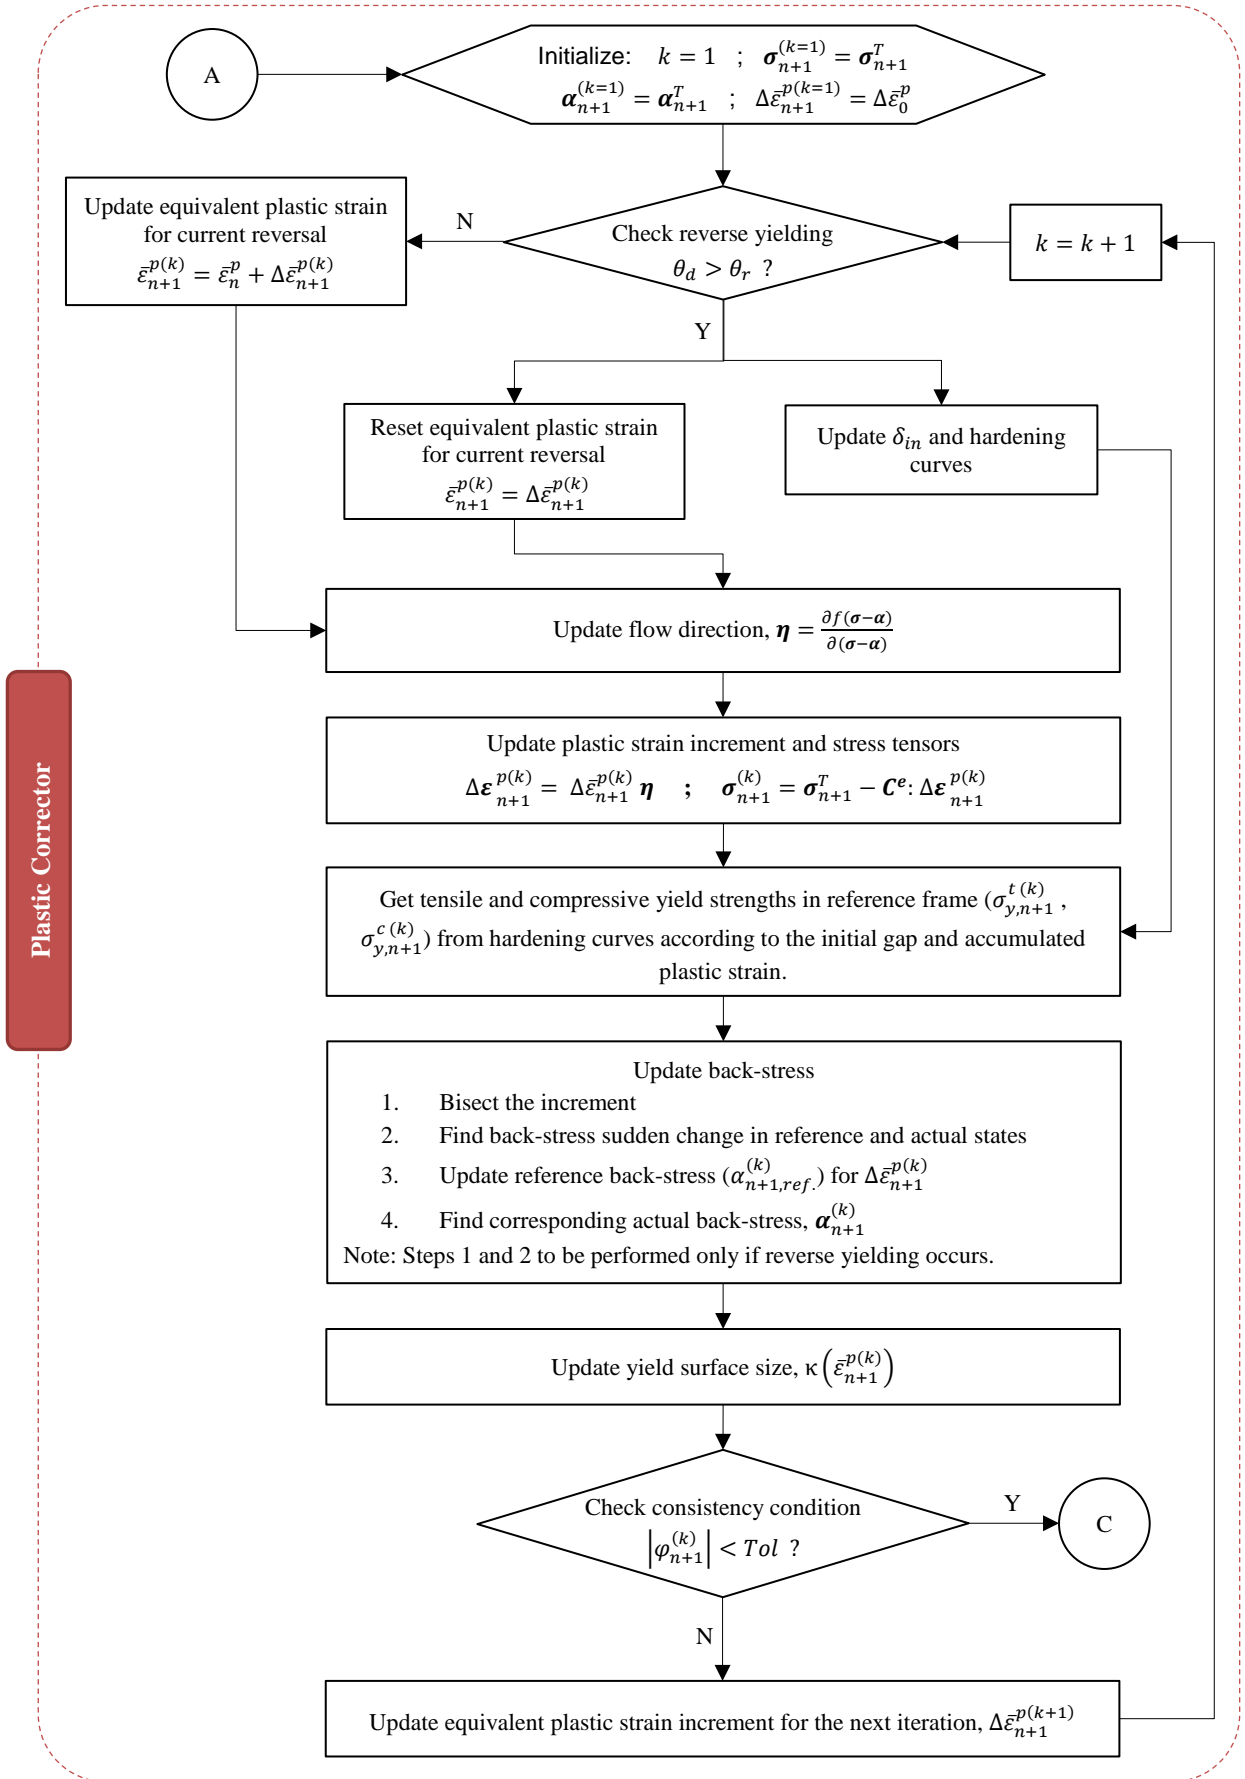 A
Initialize: k = 1 ; σ_{n+1}^{(k=1)} = σ_{n+1}^{T}
α_{n+1}^{(k=1)} = α_{n+1}^{T} ; Δε̄_{n+1}^{p(k=1)} = Δε̄_{0}^{p}
Update equivalent plastic strain
for current reversal
ε̄_{n+1}^{p(k)} = ε̄_{n}^{p} + Δε̄_{n+1}^{p(k)}
N
Check reverse yielding
θ_d > θ_r ?
k = k + 1
Y
Reset equivalent plastic strain
for current reversal
ε̄_{n+1}^{p(k)} = Δε̄_{n+1}^{p(k)}
Update δ_{in} and hardening
curves
Update flow direction, η = ∂f(σ−α)/∂(σ−α)
Update plastic strain increment and stress tensors
Δε_{n+1}^{p(k)} = Δε̄_{n+1}^{p(k)} η ; σ_{n+1}^{(k)} = σ_{n+1}^{T} − C^e: Δε_{n+1}^{p(k)}
Plastic Corrector
Get tensile and compressive yield strengths in reference frame (σ_{y,n+1}^{t(k)} ,
σ_{y,n+1}^{c(k)}) from hardening curves according to the initial gap and accumulated
plastic strain.
Update back-stress
1. Bisect the increment
2. Find back-stress sudden change in reference and actual states
3. Update reference back-stress (α_{n+1,ref.}^{(k)}) for Δε̄_{n+1}^{p(k)}
4. Find corresponding actual back-stress, α_{n+1}^{(k)}
Note: Steps 1 and 2 to be performed only if reverse yielding occurs.
Update yield surface size, κ(ε̄_{n+1}^{p(k)})
Check consistency condition
|φ_{n+1}^{(k)}| < Tol ?
Y
C
N
Update equivalent plastic strain increment for the next iteration, Δε̄_{n+1}^{p(k+1)}